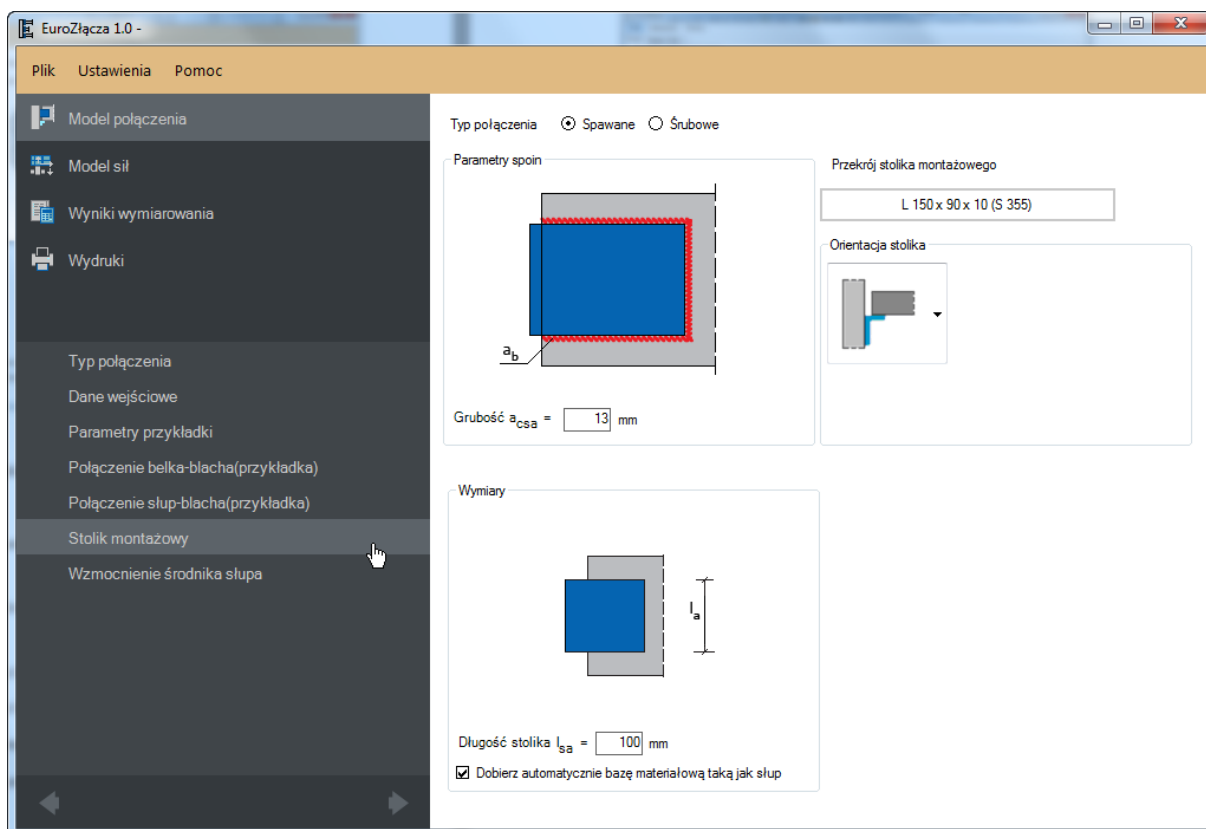 EuroZłącza 1.0 -
Plik Ustawienia Pomoc
Model połączenia
Model sił
Wyniki wymiarowania
Wydruki
Typ połączenia
Dane wejściowe
Parametry przykładki
Połączenie belka-blacha(przykładka)
Połączenie słup-blacha(przykładka)
Stolik montażowy
Wzmocnienie środnika słupa
Typ połączenia Spawane Śrubowe
Parametry spoin
ab
Grubość acsa = 13 mm
Przekrój stolika montażowego
L 150 x 90 x 10 (S 355)
Orientacja stolika
Wymiary
la
Długość stolika lsa = 100 mm
Dobierz automatycznie bazę materiałową taką jak słup